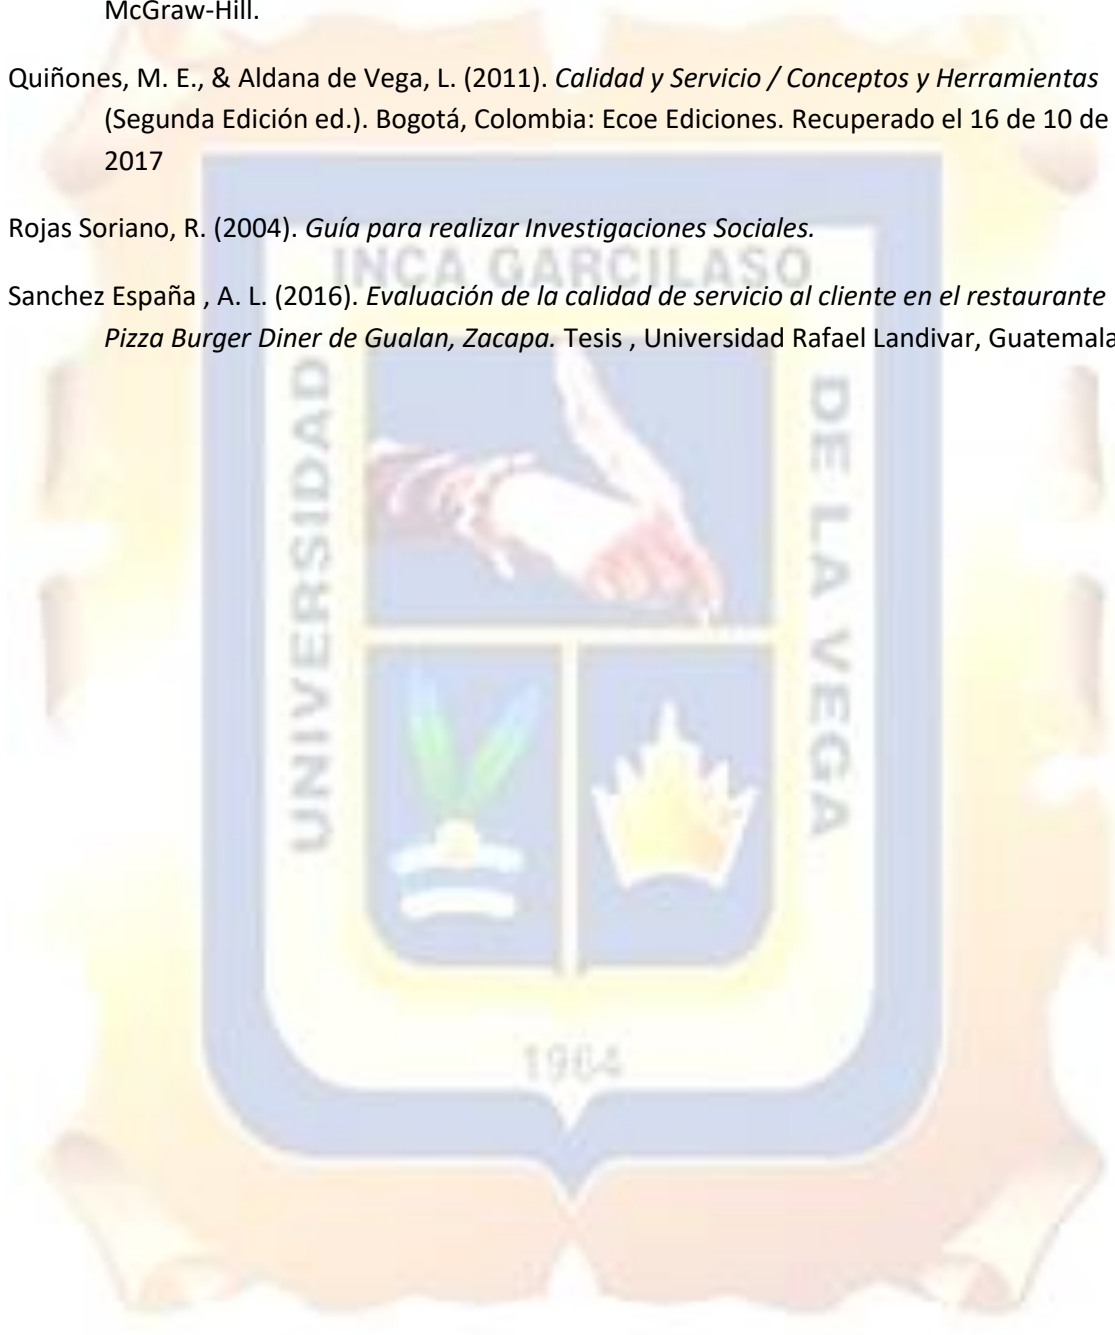 McGraw-Hill.
Quiñones, M. E., & Aldana de Vega, L. (2011). Calidad y Servicio / Conceptos y Herramientas
(Segunda Edición ed.). Bogotá, Colombia: Ecoe Ediciones. Recuperado el 16 de 10 de
2017
Rojas Soriano, R. (2004). Guía para realizar Investigaciones Sociales.
Sanchez España , A. L. (2016). Evaluación de la calidad de servicio al cliente en el restaurante
Pizza Burger Diner de Gualan, Zacapa. Tesis , Universidad Rafael Landivar, Guatemala
UNIVERSIDAD
INCA GARCILASO
DE LA VEGA
1964